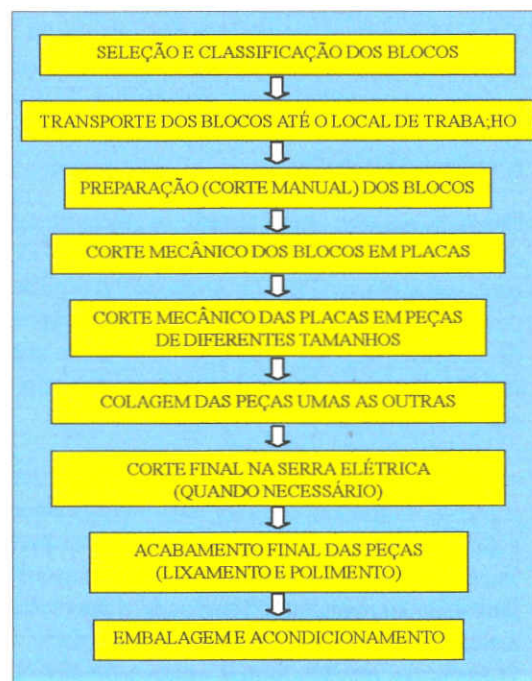 SELEÇÃO E CLASSIFICAÇÃO DOS BLOCOS
TRANSPORTE DOS BLOCOS ATÉ O LOCAL DE TRABA;HO
PREPARAÇÃO (CORTE MANUAL) DOS BLOCOS
CORTE MECÂNICO DOS BLOCOS EM PLACAS
CORTE MECÂNICO DAS PLACAS EM PEÇAS
DE DIFERENTES TAMANHOS
COLAGEM DAS PEÇAS UMAS AS OUTRAS
CORTE FINAL NA SERRA ELÉTRICA
(QUANDO NECESSÁRIO)
ACABAMENTO FINAL DAS PEÇAS
(LIXAMENTO E POLIMENTO)
EMBALAGEM E ACONDICIONAMENTO